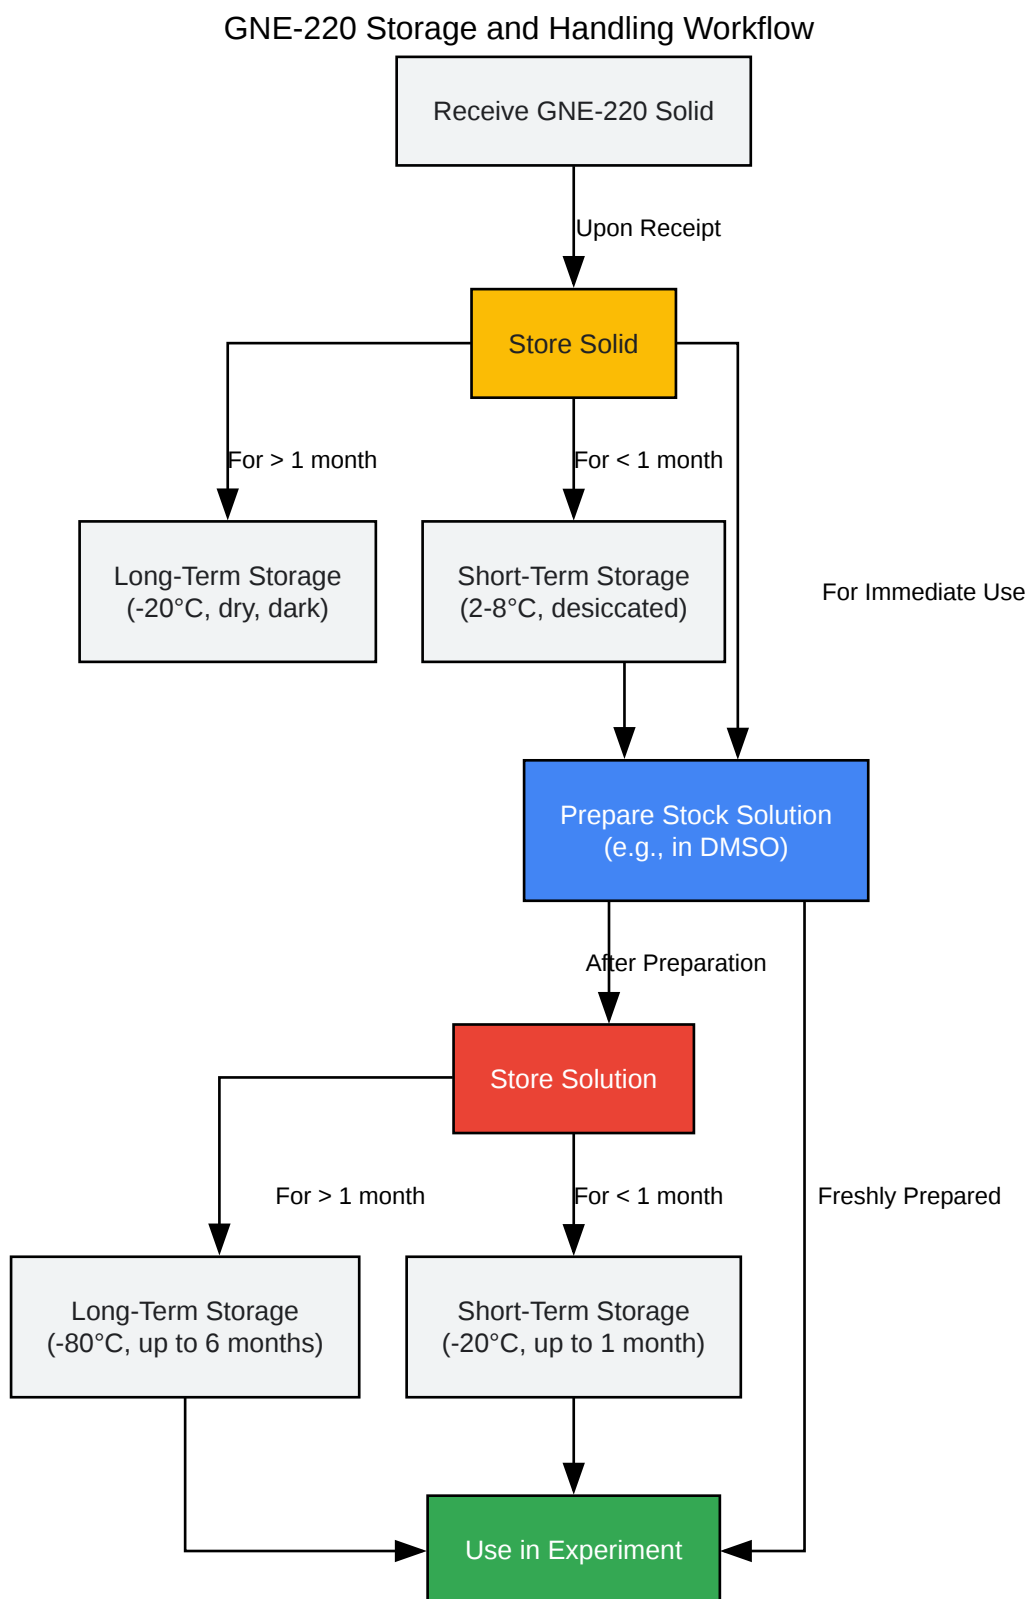 GNE-220 Storage and Handling Workflow
Receive GNE-220 Solid
Upon Receipt
Store Solid
For > 1 month
For < 1 month
Long-Term Storage
(-20°C, dry, dark)
Short-Term Storage
(2-8°C, desiccated)
For Immediate Use
Prepare Stock Solution
(e.g., in DMSO)
After Preparation
Store Solution
For > 1 month
For < 1 month
Freshly Prepared
Long-Term Storage
(-80°C, up to 6 months)
Short-Term Storage
(-20°C, up to 1 month)
Use in Experiment